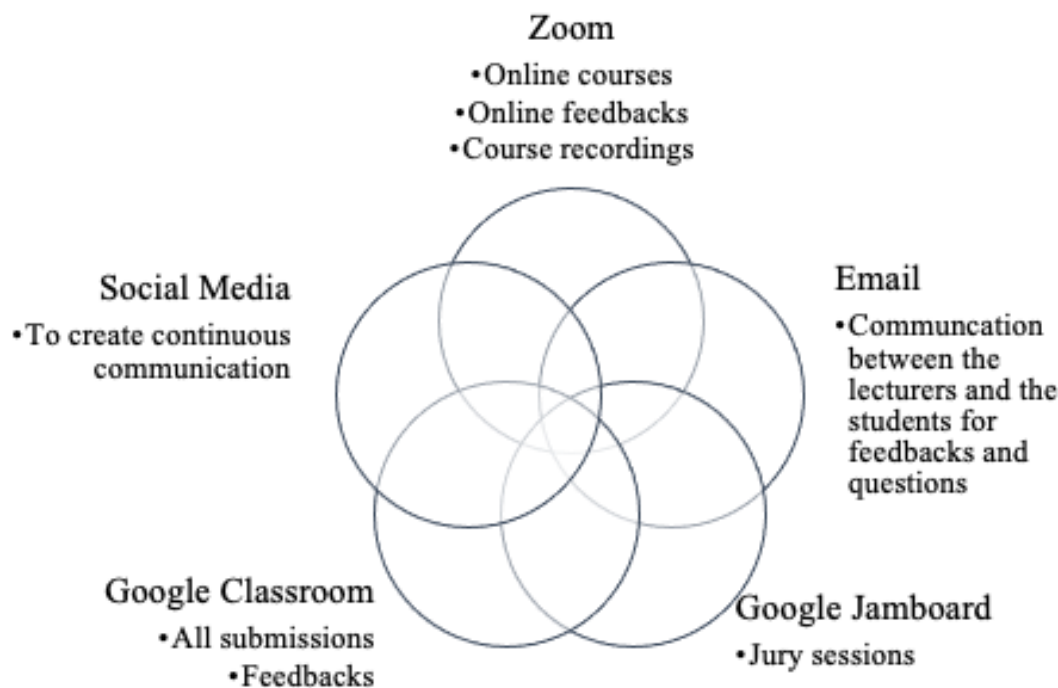 Zoom
•Online courses
•Online feedbacks
•Course recordings
Social Media
•To create continuous
communication
Email
•Communcation
between the
lecturers and the
students for
feedbacks and
questions
Google Classroom
•All submissions
•Feedbacks
Google Jamboard
•Jury sessions